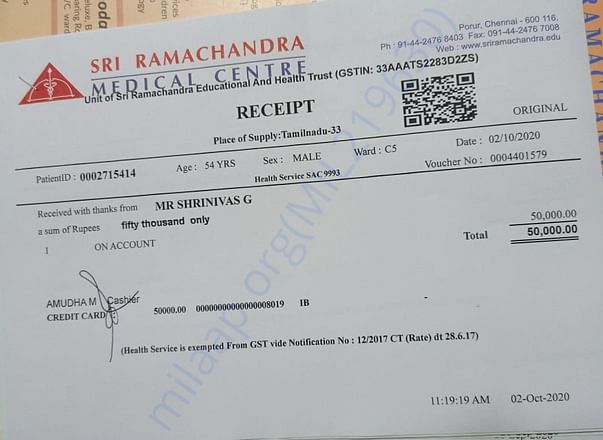 Porur, Chennai - 600 116.
Ph : 91-44-2476 8403 Fax: 091-44-2476 7008
Web : www.sriramachandra.edu
SRI RAMACHANDRA
MEDICAL CENTRE
Unit of Sri Ramachandra Educational And Health Trust (GSTIN: 33AAATS2283D2ZS)
RECEIPT
ORIGINAL
Place of Supply:Tamilnadu-33
PatientID : 0002715414 Age : 54 YRS Sex : MALE Ward : C5 Date : 02/10/2020
Health Service SAC 9993 Voucher No : 0004401579
Received with thanks from MR SHRINIVAS G
a sum of Rupees fifty thousand only
1 ON ACCOUNT 50,000.00
Total 50,000.00
AMUDHA M Cashier
CREDIT CARD : 50000.00 00000000000000008019 IB -
(Health Service is exempted From GST vide Notification No : 12/2017 CT (Rate) dt 28.6.17)
11:19:19 AM 02-Oct-2020